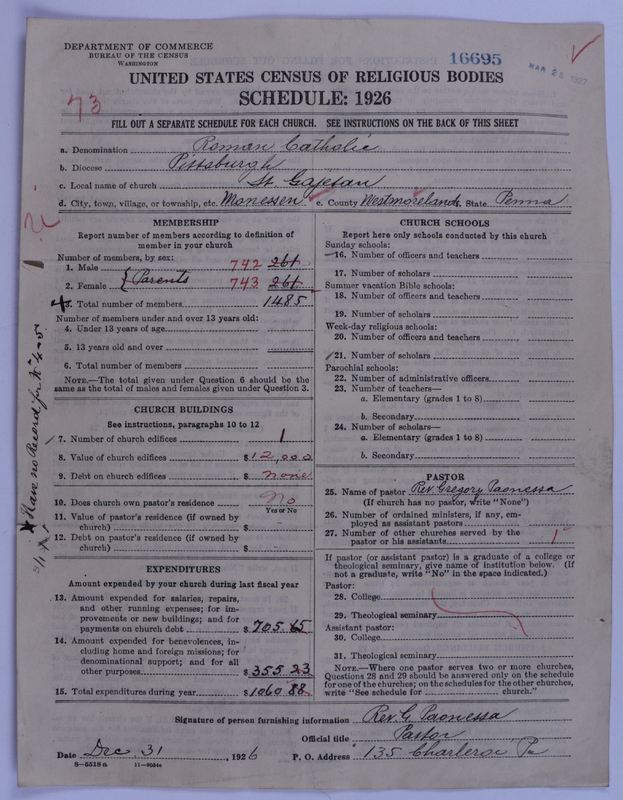 DEPARTMENT OF COMMERCE
BUREAU OF THE CENSUS
WASHINGTON
16695
MAR 28 1927
UNITED STATES CENSUS OF RELIGIOUS BODIES
SCHEDULE: 1926
73
FILL OUT A SEPARATE SCHEDULE FOR EACH CHURCH. SEE INSTRUCTIONS ON THE BACK OF THIS SHEET
a. Denomination Roman Catholic
b. Diocese Pittsburgh
c. Local name of church St. Gajetan
d. City, town, village, or township, etc. Monessen e. County Westmoreland State Penna
MEMBERSHIP
Report number of members according to definition of
member in your church
Number of members, by sex:
1. Male 742 261
2. Female { Parents 743 261
3. Total number of members 1485
Number of members under and over 13 years old:
4. Under 13 years of age
5. 13 years old and over
6. Total number of members
NOTE.—The total given under Question 6 should be
same as the total of males and females given under Question 3.
* Have no Record for N° 4-5.
CHURCH BUILDINGS
See instructions, paragraphs 10 to 12
7. Number of church edifices 1
8. Value of church edifices $12,000
9. Debt on church edifices $ none
10. Does church own pastor's residence No
Yes or No
11. Value of pastor's residence (if owned by
church) $
12. Debt on pastor's residence (if owned by
church) $
EXPENDITURES
Amount expended by your church during last fiscal year
13. Amount expended for salaries, repairs,
and other running expenses; for im-
provements or new buildings; and for
payments on church debt $ 705 65
14. Amount expended for benevolences, in-
cluding home and foreign missions; for
denominational support; and for all
other purposes $ 355 23
15. Total expenditures during year $ 1060 88
CHURCH SCHOOLS
Report here only schools conducted by this church
Sunday schools:
16. Number of officers and teachers
17. Number of scholars
Summer vacation Bible schools:
18. Number of officers and teachers
19. Number of scholars
Week-day religious schools:
20. Number of officers and teachers
21. Number of scholars
Parochial schools:
22. Number of administrative officers
23. Number of teachers—
a. Elementary (grades 1 to 8)
b. Secondary
24. Number of scholars—
a. Elementary (grades 1 to 8)
b. Secondary
PASTOR
25. Name of pastor Rev. Gregory Paonessa
(If church has no pastor, write "None")
26. Number of ordained ministers, if any, em-
ployed as assistant pastors
27. Number of other churches served by the
pastor or his assistants 1
If pastor (or assistant pastor) is a graduate of a college or
theological seminary, give name of institution below. (If
not a graduate, write "No" in the space indicated.)
Pastor:
28. College
29. Theological seminary
Assistant pastor:
30. College
31. Theological seminary
NOTE.—Where one pastor serves two or more churches,
Questions 28 and 29 should be answered only on the schedule
for one of the churches; on the schedules for the other churches,
write "See schedule for church."
Signature of person furnishing information Rev. G. Paonessa
Official title Pastor
Date Dec. 31, 1926 P. O. Address 135 Charleroi Pa
8—5519 a 11—9084a